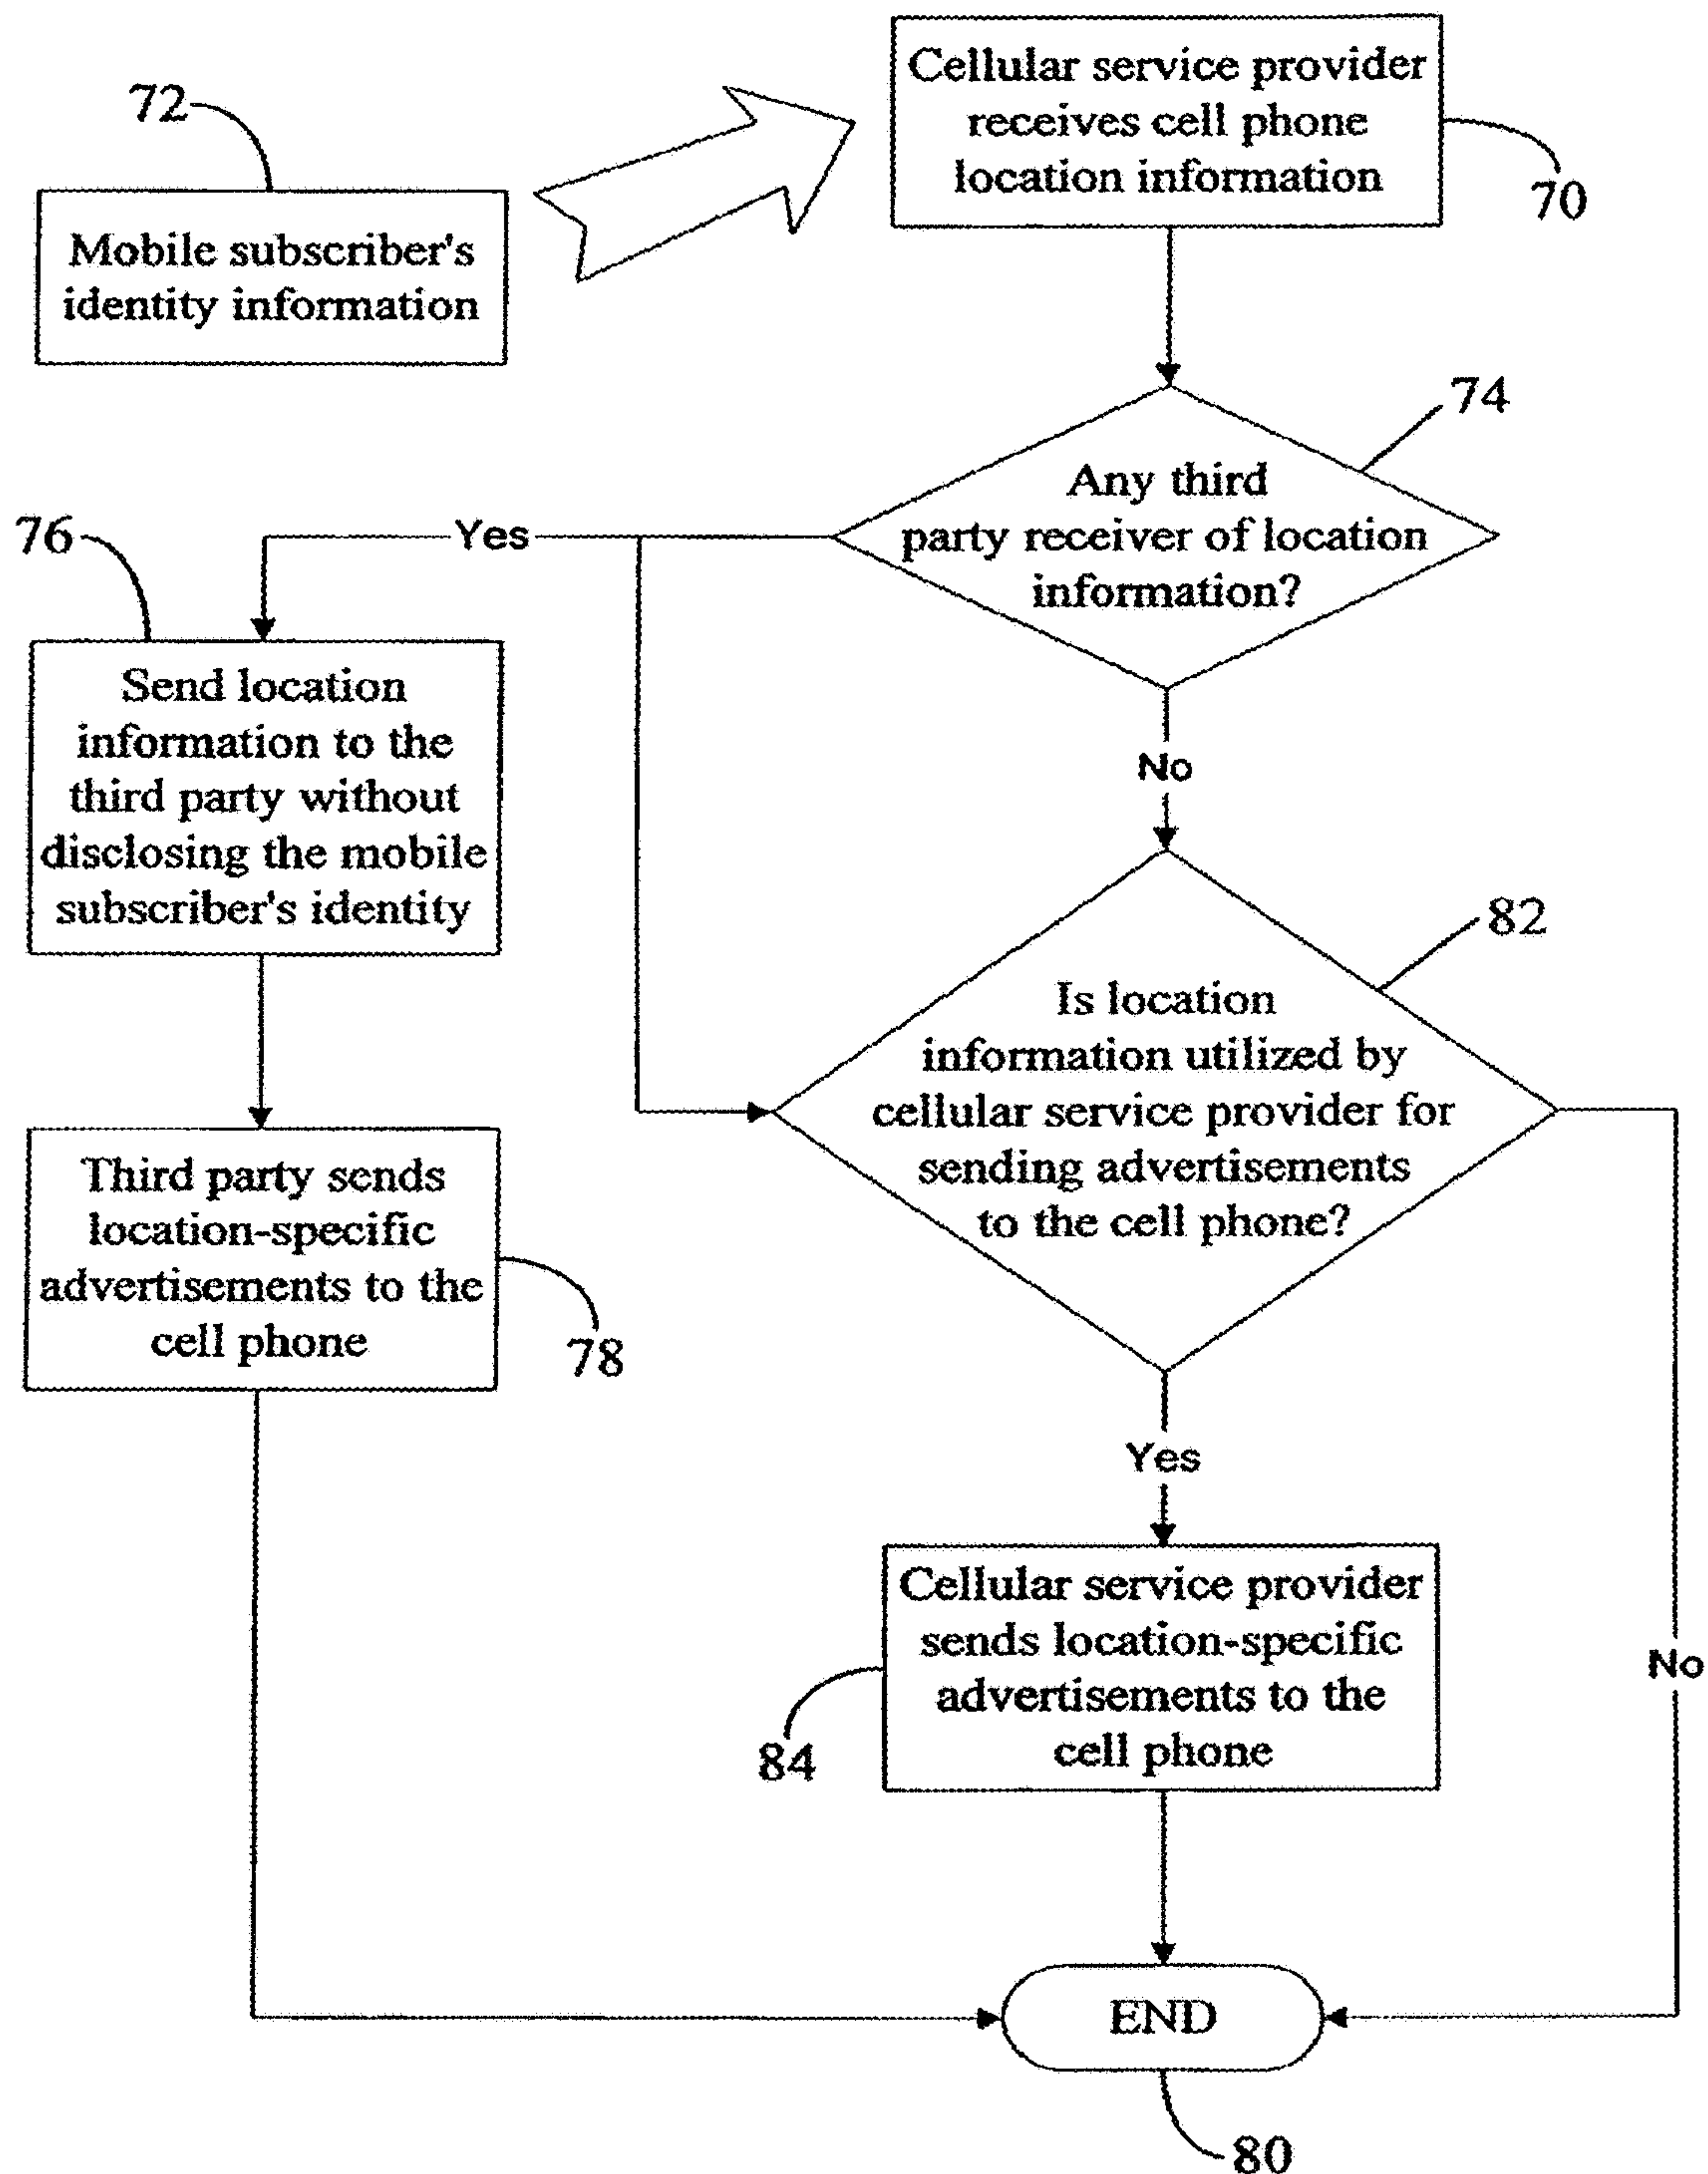 Cellular service provider
receives cell phone
location information
70
72
Mobile subscriber's
identity information
74
Any third
party receiver of location
information?
Yes
76
Send location
information to the
third party without
disclosing the mobile
subscriber's identity
No
82
Is location
information utilized by
cellular service provider for
sending advertisements
to the cell phone?
Third party sends
location-specific
advertisements to the
cell phone
78
Yes
Cellular service provider
sends location-specific
advertisements to the
cell phone
84
No
END
80